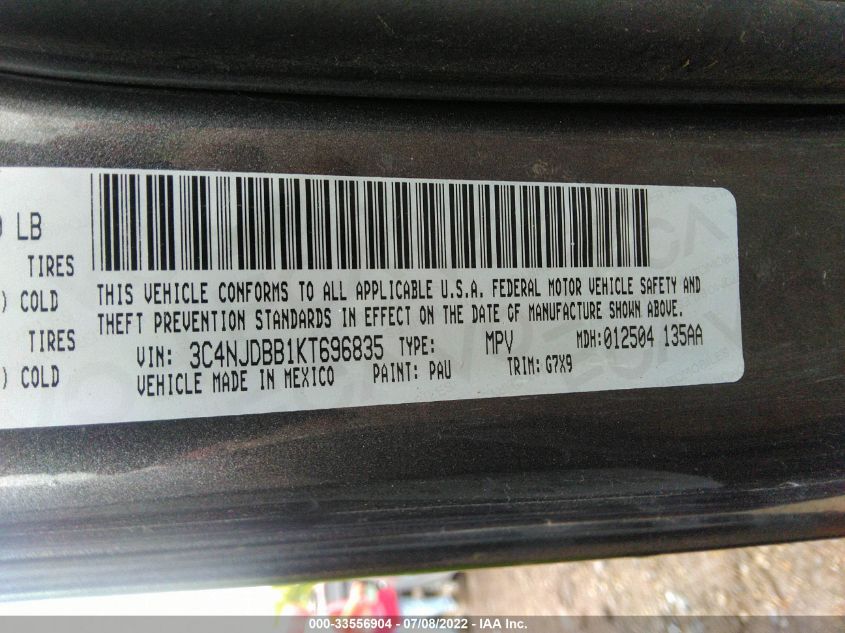 LB
TIRES
) COLD
TIRES
) COLD
THIS VEHICLE CONFORMS TO ALL APPLICABLE U.S.A. FEDERAL MOTOR VEHICLE SAFETY AND
THEFT PREVENTION STANDARDS IN EFFECT ON THE DATE OF MANUFACTURE SHOWN ABOVE.
VIN: 3C4NJDBB1KT696835 TYPE: MPV MDH:012504 135AA
VEHICLE MADE IN MEXICO PAINT: PAU TRIM: G7X9
000-33556904 / 07/08/2022 - IAA Inc.